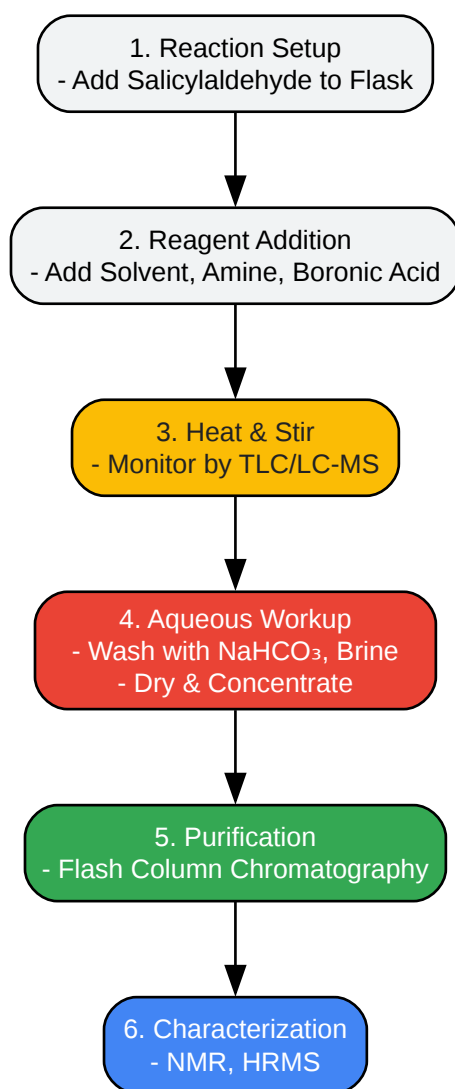 1. Reaction Setup
- Add Salicylaldehyde to Flask
2. Reagent Addition
- Add Solvent, Amine, Boronic Acid
3. Heat & Stir
- Monitor by TLC/LC-MS
4. Aqueous Workup
- Wash with NaHCO₃, Brine
- Dry & Concentrate
5. Purification
- Flash Column Chromatography
6. Characterization
- NMR, HRMS